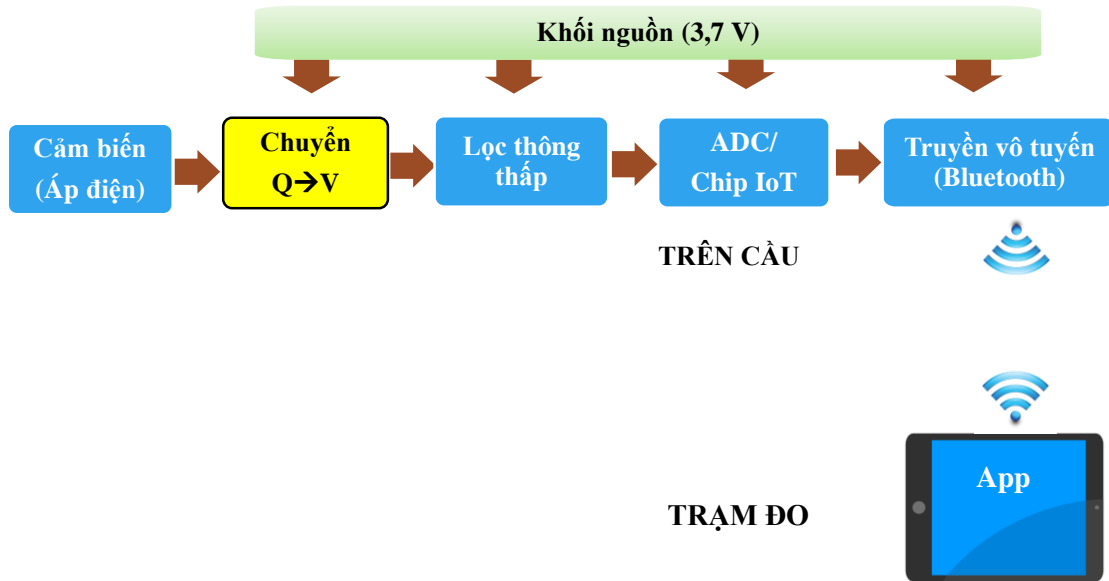 Khối nguồn (3,7 V)
Cảm biến
(Áp điện)
Chuyển
Q→V
Lọc thông
thấp
ADC/
Chip IoT
Truyền vô tuyến
(Bluetooth)
TRÊN CẦU
App
TRẠM ĐO